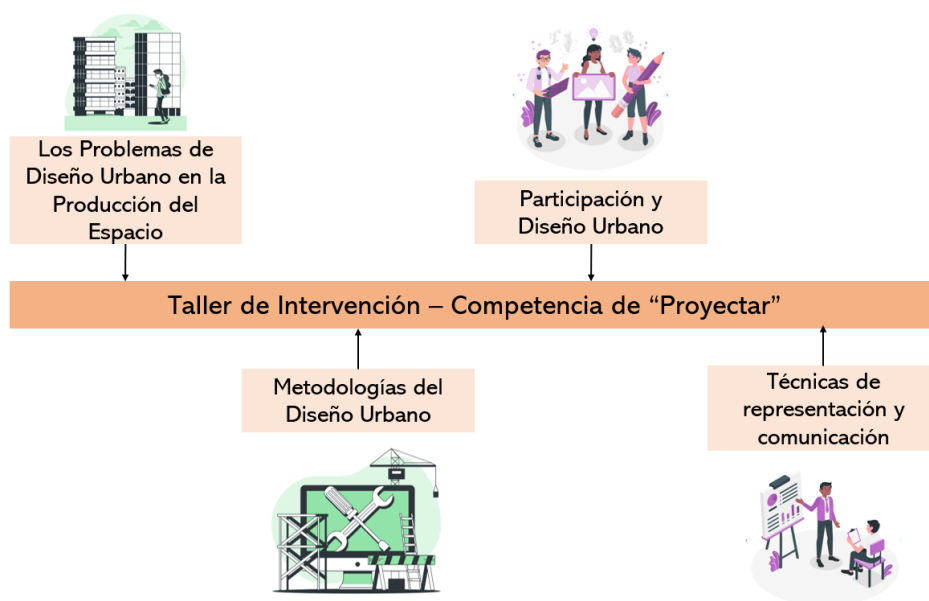 Los Problemas de
Diseño Urbano en la
Producción del
Espacio
Participación y
Diseño Urbano
Taller de Intervención – Competencia de “Proyectar”
Metodologías del
Diseño Urbano
Técnicas de
representación y
comunicación